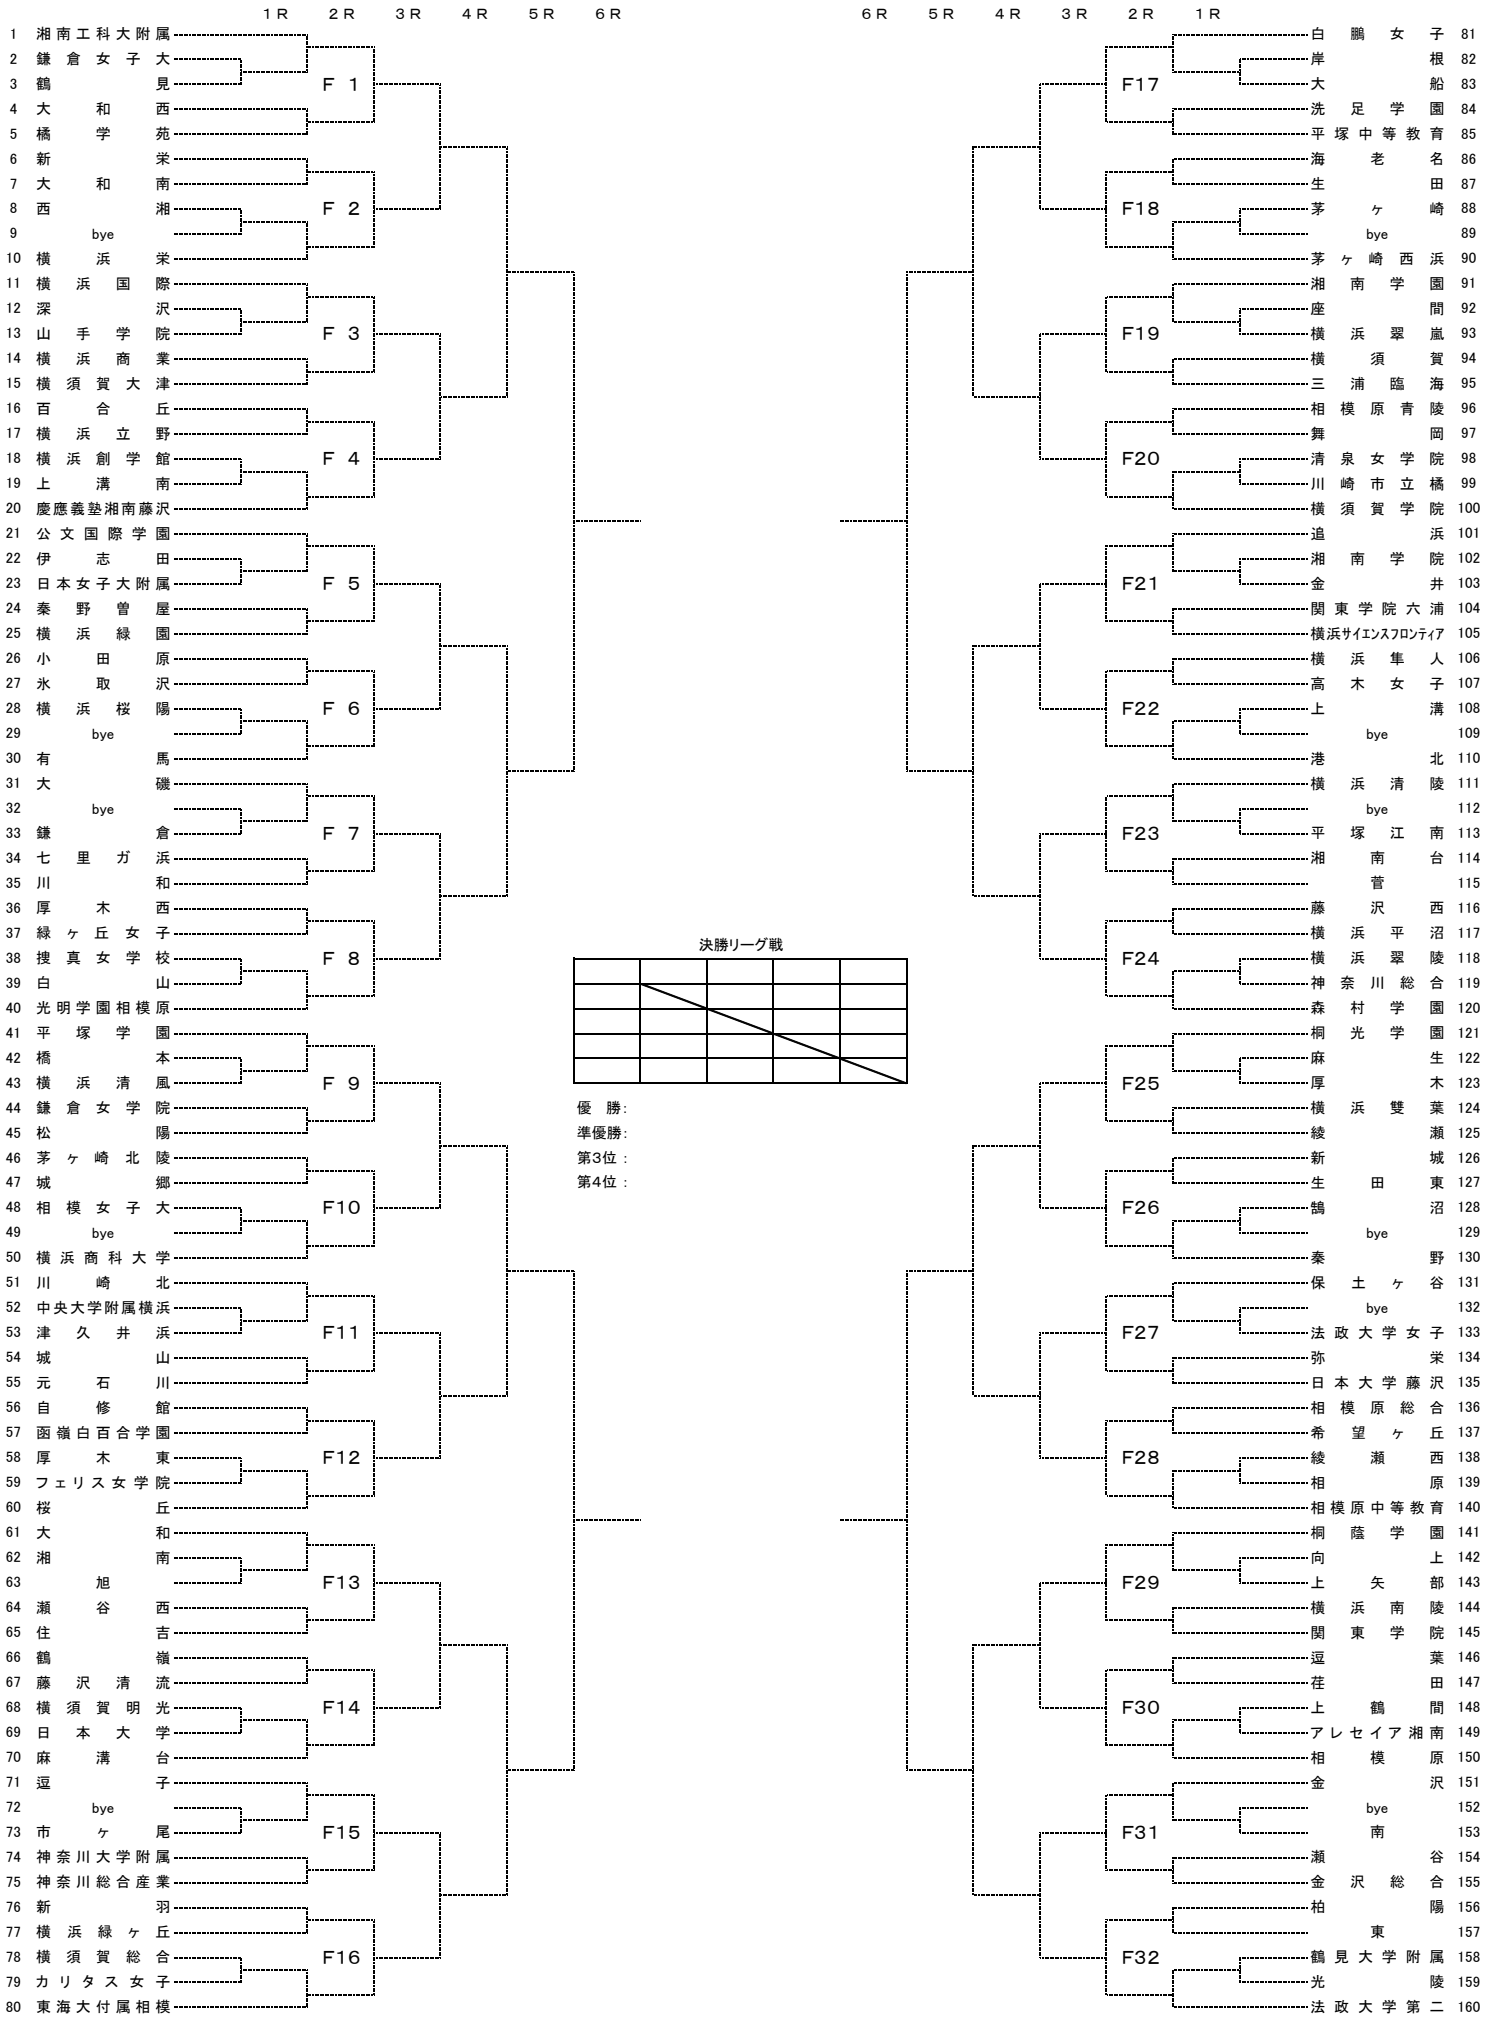 1R 2R 3R 4R 5R 6R
6R 5R 4R 3R 2R 1R
1 湘南工科大附属
2 鎌倉女子大
3 鶴見
F 1
4 大和西
5 橘学苑
6 新栄
7 大和南
8 西湘
F 2
9 bye
10 横浜栄
11 横浜国際
12 深沢
13 山手学院
F 3
14 横浜商業
15 横須賀大津
16 百合丘
17 横浜立野
18 横浜創学館
F 4
19 上溝南
20 慶應義塾湘南藤沢
21 公文国際学園
22 伊志田
23 日本女子大附属
F 5
24 秦野曽屋
25 横浜緑園
26 小田原
27 氷取沢
28 横浜桜陽
F 6
29 bye
30 有馬
31 大磯
32 bye
33 鎌倉
F 7
34 七里ガ浜
35 川和
36 厚木西
37 緑ヶ丘女子
38 捜真女学校
F 8
39 白山
40 光明学園相模原
41 平塚学園
42 橋本
43 横浜清風
F 9
44 鎌倉女学院
45 松陽
46 茅ヶ崎北陵
47 城郷
48 相模女子大
F10
49 bye
50 横浜商科大学
51 川崎北
52 中央大学附属横浜
53 津久井浜
F11
54 城山
55 元石川
56 自修館
57 函嶺白百合学園
58 厚木東
F12
59 フェリス女学院
60 桜丘
61 大和
62 湘南
63 旭
F13
64 瀬谷西
65 住吉
66 鶴嶺
67 藤沢清流
68 横須賀明光
F14
69 日本大学
70 麻溝台
71 逗子
72 bye
73 市ヶ尾
F15
74 神奈川大学附属
75 神奈川総合産業
76 新羽
77 横浜緑ヶ丘
78 横須賀総合
F16
79 カリタス女子
80 東海大付属相模
決勝リーグ戦
優 勝：
準優勝：
第3位：
第4位：
白鵬女子 81
岸根 82
大船 83
F17
洗足学園 84
平塚中等教育 85
海老名 86
生田 87
茅ヶ崎 88
F18
bye 89
茅ヶ崎西浜 90
湘南学園 91
座間 92
横浜翠嵐 93
F19
横須賀 94
三浦臨海 95
相模原青陵 96
舞岡 97
清泉女学院 98
F20
川崎市立橘 99
横須賀学院 100
追浜 101
湘南学院 102
金井 103
F21
関東学院六浦 104
横浜サイエンスフロンティア 105
横浜隼人 106
高木女子 107
上溝 108
F22
bye 109
港北 110
横浜清陵 111
bye 112
平塚江南 113
F23
湘南台 114
菅 115
藤沢西 116
横浜平沼 117
横浜翠陵 118
F24
神奈川総合 119
森村学園 120
桐光学園 121
麻生 122
厚木 123
F25
横浜雙葉 124
綾瀬 125
新城 126
生田東 127
鵠沼 128
F26
bye 129
秦野 130
保土ヶ谷 131
bye 132
法政大学女子 133
F27
弥栄 134
日本大学藤沢 135
相模原総合 136
希望ヶ丘 137
綾瀬西 138
F28
相原 139
相模原中等教育 140
桐蔭学園 141
向上 142
上矢部 143
F29
横浜南陵 144
関東学院 145
逗葉 146
荏田 147
上鶴間 148
F30
アレセイア湘南 149
相模原 150
金沢 151
bye 152
南 153
F31
瀬谷 154
金沢総合 155
柏陽 156
東 157
鶴見大学附属 158
F32
光陵 159
法政大学第二 160